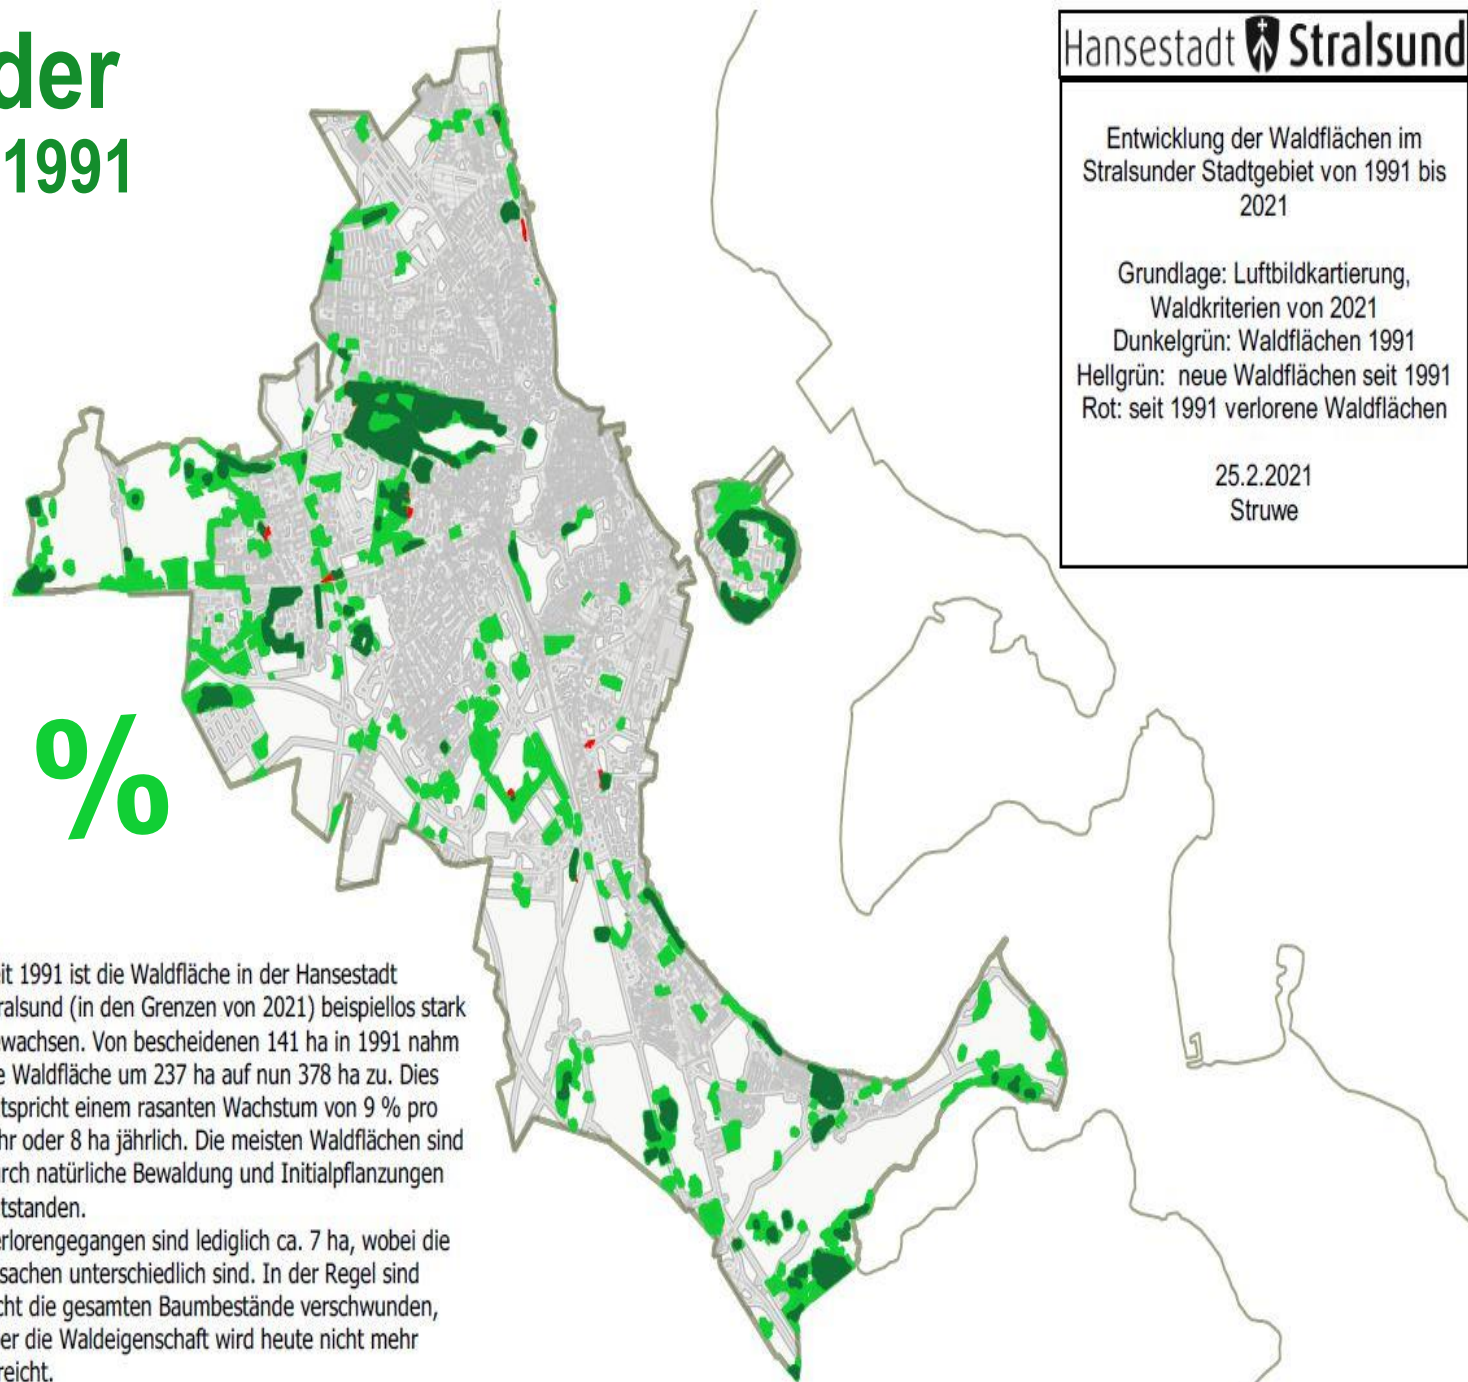 der
1991
%
Hansestadt Stralsund
Entwicklung der Waldflächen im
Stralsunder Stadtgebiet von 1991 bis
2021
Grundlage: Luftbildkartierung,
Waldkriterien von 2021
Dunkelgrün: Waldflächen 1991
Hellgrün: neue Waldflächen seit 1991
Rot: seit 1991 verlorene Waldflächen
25.2.2021
Struwe
it 1991 ist die Waldfläche in der Hansestadt
ralsund (in den Grenzen von 2021) beispiellos stark
wachsen. Von bescheidenen 141 ha in 1991 nahm
e Waldfläche um 237 ha auf nun 378 ha zu. Dies
tspricht einem rasanten Wachstum von 9 % pro
hr oder 8 ha jährlich. Die meisten Waldflächen sind
rch natürliche Bewaldung und Initialpflanzungen
tstanden.
rlorengegangen sind lediglich ca. 7 ha, wobei die
sachen unterschiedlich sind. In der Regel sind
cht die gesamten Baumbestände verschwunden,
er die Waldeigenschaft wird heute nicht mehr
reicht.